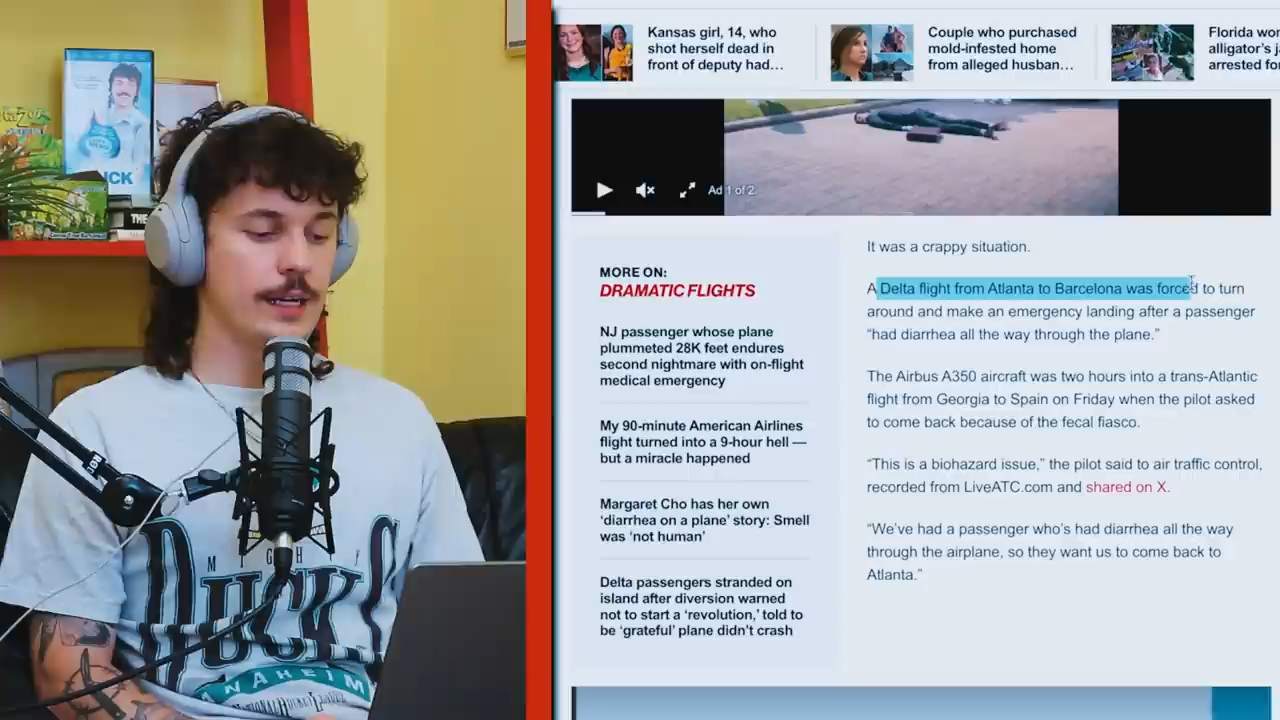 Kansas girl, 14, who
shot herself dead in
front of deputy had…
Couple who purchased
mold-infested home
from alleged husban…
Florida wor
alligator's ja
arrested for
Ad 1 of 2
MORE ON:
DRAMATIC FLIGHTS
NJ passenger whose plane
plummeted 28K feet endures
second nightmare with on-flight
medical emergency
My 90-minute American Airlines
flight turned into a 9-hour hell —
but a miracle happened
Margaret Cho has her own
‘diarrhea on a plane’ story: Smell
was ‘not human’
Delta passengers stranded on
island after diversion warned
not to start a ‘revolution,’ told to
be ‘grateful’ plane didn’t crash
It was a crappy situation.
A Delta flight from Atlanta to Barcelona was forced to turn
around and make an emergency landing after a passenger
“had diarrhea all the way through the plane.”
The Airbus A350 aircraft was two hours into a trans-Atlantic
flight from Georgia to Spain on Friday when the pilot asked
to come back because of the fecal fiasco.
“This is a biohazard issue,” the pilot said to air traffic control,
recorded from LiveATC.com and shared on X.
“We’ve had a passenger who’s had diarrhea all the way
through the airplane, so they want us to come back to
Atlanta.”
MIGHTY
DUCKS
ANAHEIM